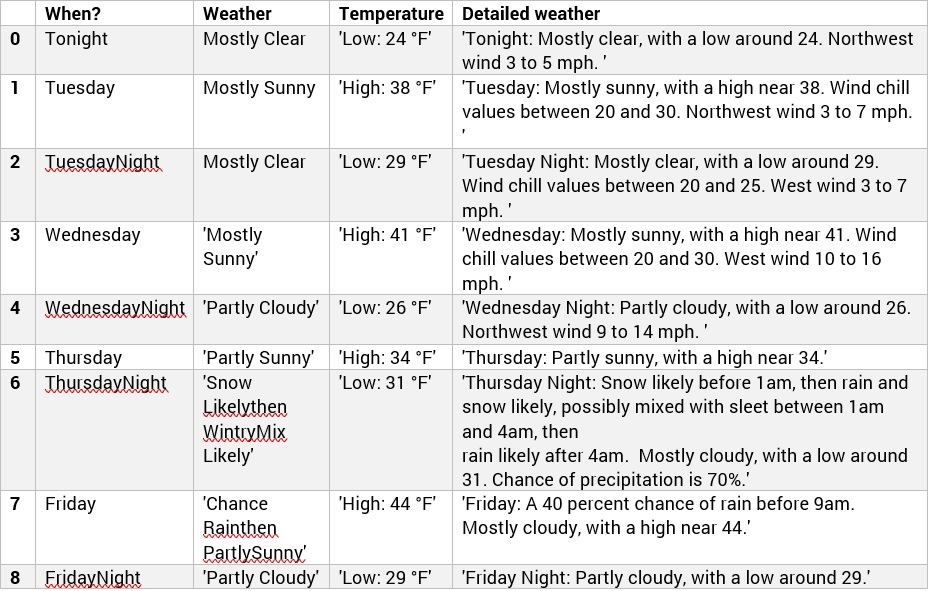 When? Weather Temperature Detailed weather
0 Tonight Mostly Clear 'Low: 24 °F' 'Tonight: Mostly clear, with a low around 24. Northwest
wind 3 to 5 mph. '
1 Tuesday Mostly Sunny 'High: 38 °F' 'Tuesday: Mostly sunny, with a high near 38. Wind chill
values between 20 and 30. Northwest wind 3 to 7 mph.
'
2 TuesdayNight Mostly Clear 'Low: 29 °F' 'Tuesday Night: Mostly clear, with a low around 29.
Wind chill values between 20 and 25. West wind 3 to 7
mph. '
3 Wednesday 'Mostly 'High: 41 °F' 'Wednesday: Mostly sunny, with a high near 41. Wind
Sunny' chill values between 20 and 30. West wind 10 to 16
mph. '
4 WednesdayNight 'Partly Cloudy' 'Low: 26 °F' 'Wednesday Night: Partly cloudy, with a low around 26.
Northwest wind 9 to 14 mph. '
5 Thursday 'Partly Sunny' 'High: 34 °F' 'Thursday: Partly sunny, with a high near 34.'
6 ThursdayNight 'Snow 'Low: 31 °F' 'Thursday Night: Snow likely before 1am, then rain and
Likelythen snow likely, possibly mixed with sleet between 1am
WintryMix and 4am, then
Likely' rain likely after 4am.  Mostly cloudy, with a low around
31. Chance of precipitation is 70%.'
7 Friday 'Chance 'High: 44 °F' 'Friday: A 40 percent chance of rain before 9am.
Rainthen Mostly cloudy, with a high near 44.'
PartlySunny'
8 FridayNight 'Partly Cloudy' 'Low: 29 °F' 'Friday Night: Partly cloudy, with a low around 29.'